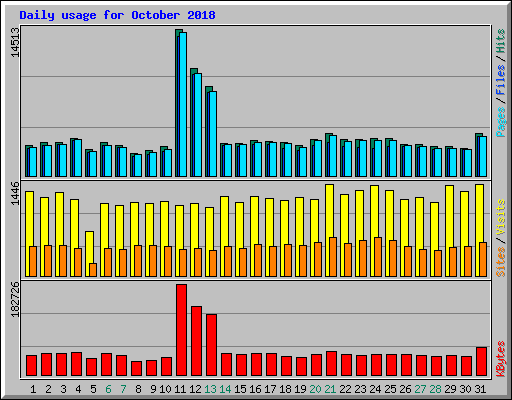 Daily usage for October 2018
14513
Pages / Files / Hits
1446
Sites / Visits
182726
KBytes
1 2 3 4 5 6 7 8 9 10 11 12 13 14 15 16 17 18 19 20 21 22 23 24 25 26 27 28 29 30 31